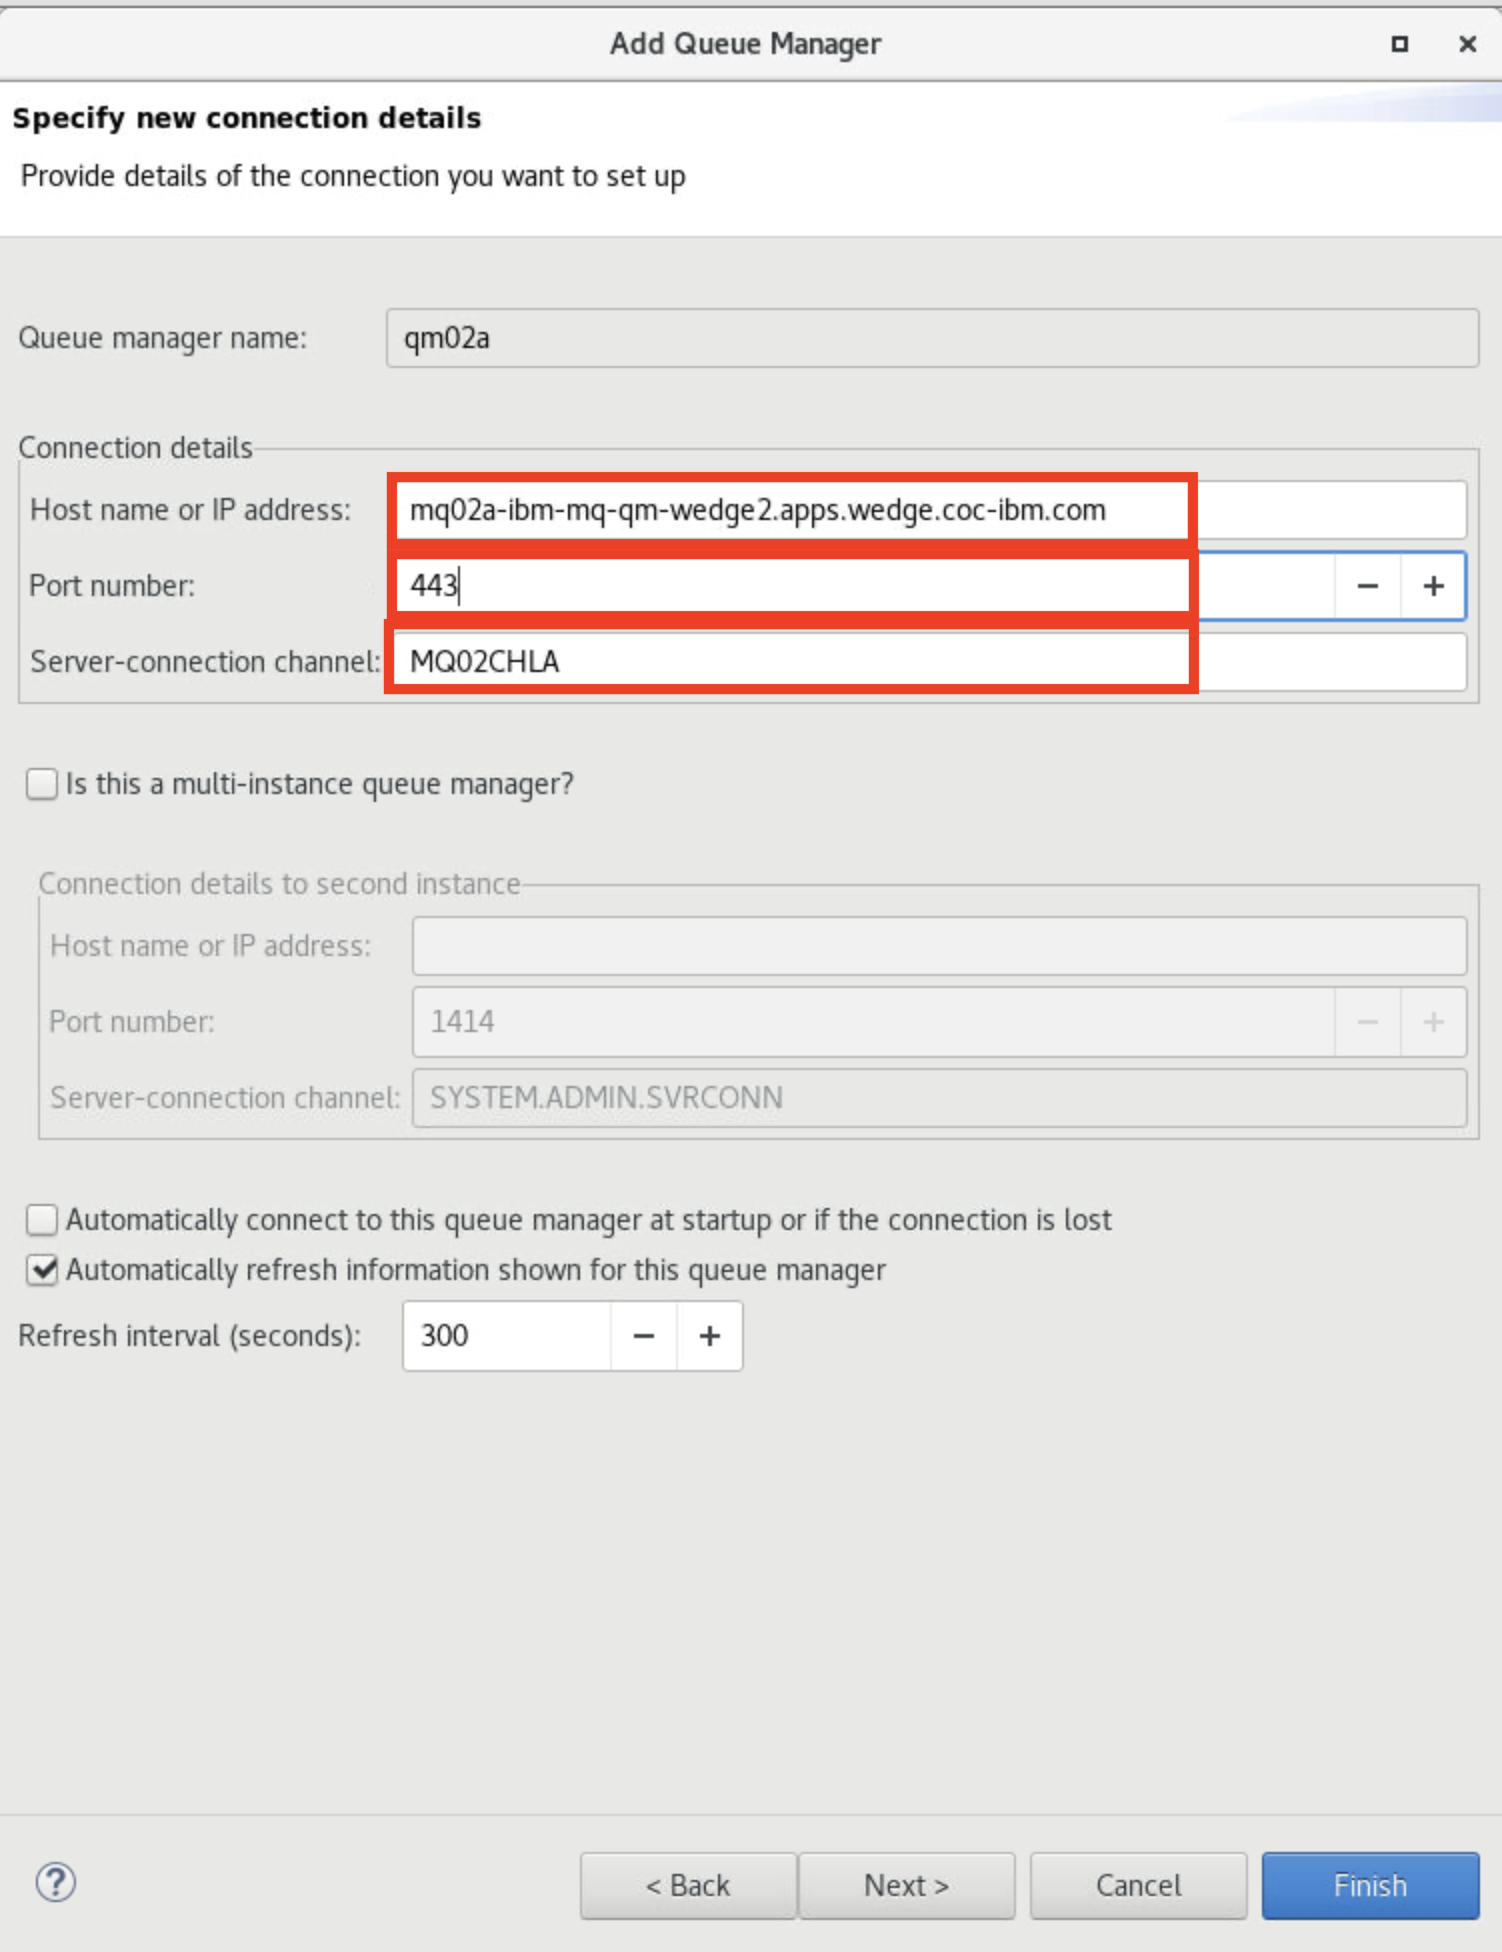 Add Queue Manager
Specify new connection details
Provide details of the connection you want to set up
Queue manager name: qm02a
Connection details
Host name or IP address: mq02a-ibm-mq-qm-wedge2.apps.wedge.coc-ibm.com
Port number: 443 − +
Server-connection channel: MQ02CHLA
Is this a multi-instance queue manager?
Connection details to second instance
Host name or IP address:
Port number: 1414 − +
Server-connection channel: SYSTEM.ADMIN.SVRCONN
Automatically connect to this queue manager at startup or if the connection is lost
Automatically refresh information shown for this queue manager
Refresh interval (seconds): 300 − +
? < Back Next > Cancel Finish